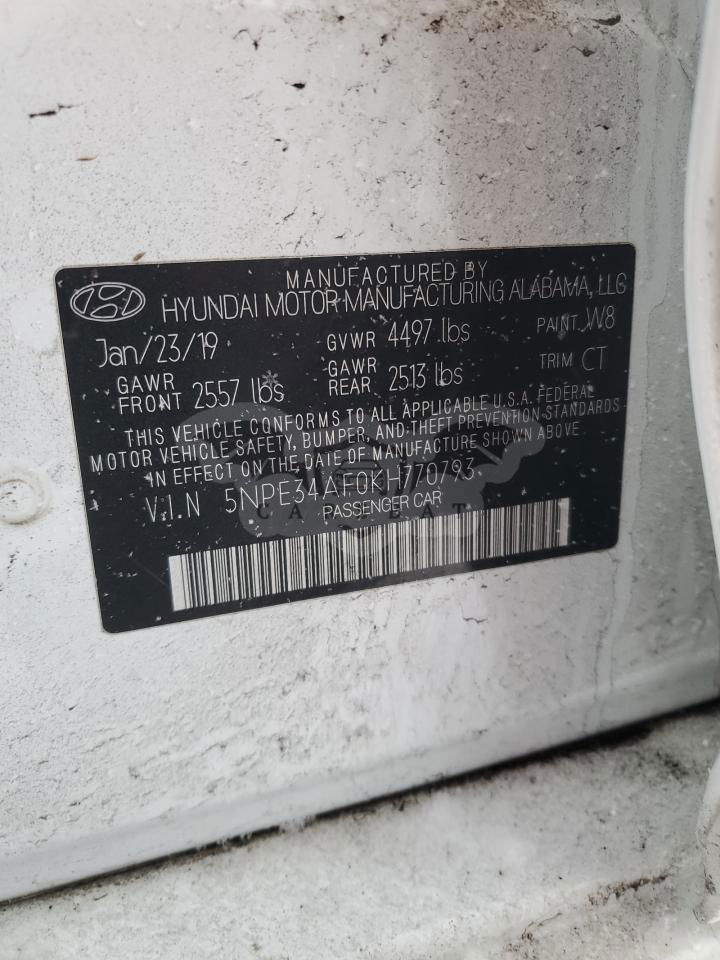 MANUFACTURED BY
HYUNDAI MOTOR MANUFACTURING ALABAMA, LLC
Jan/23/19 GVWR 4497 lbs PAINT W8
GAWR FRONT 2557 lbs GAWR REAR 2513 lbs TRIM CT
THIS VEHICLE CONFORMS TO ALL APPLICABLE U.S.A. FEDERAL
MOTOR VEHICLE SAFETY, BUMPER, AND THEFT PREVENTION STANDARDS
IN EFFECT ON THE DATE OF MANUFACTURE SHOWN ABOVE
V.I.N 5NPE34AF0KH770793
PASSENGER CAR